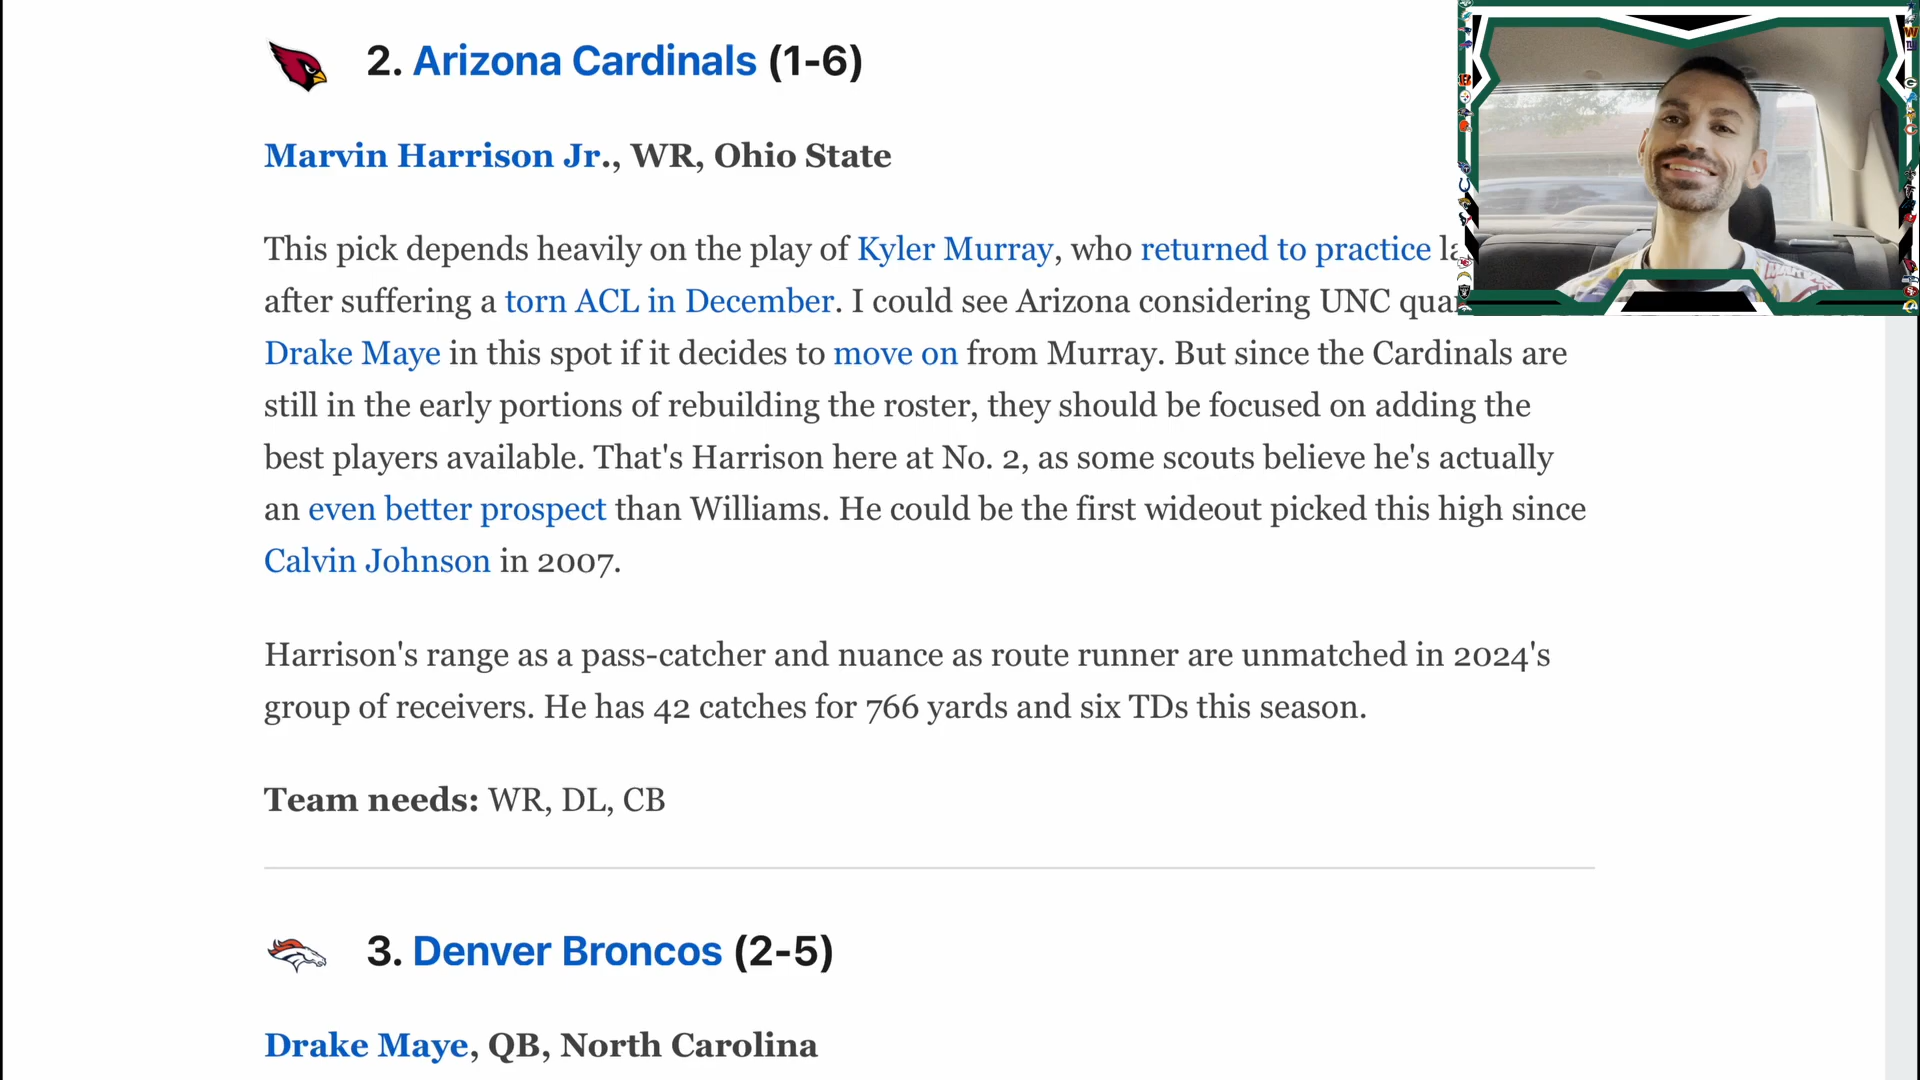 2. Arizona Cardinals (1-6)
Marvin Harrison Jr., WR, Ohio State
This pick depends heavily on the play of Kyler Murray, who returned to practice
after suffering a torn ACL in December. I could see Arizona considering UNC
Drake Maye in this spot if it decides to move on from Murray. But since the Cardinals are
still in the early portions of rebuilding the roster, they should be focused on adding the
best players available. That's Harrison here at No. 2, as some scouts believe he's actually
an even better prospect than Williams. He could be the first wideout picked this high since
Calvin Johnson in 2007.
Harrison's range as a pass-catcher and nuance as route runner are unmatched in 2024's
group of receivers. He has 42 catches for 766 yards and six TDs this season.
Team needs: WR, DL, CB
3. Denver Broncos (2-5)
Drake Maye, QB, North Carolina